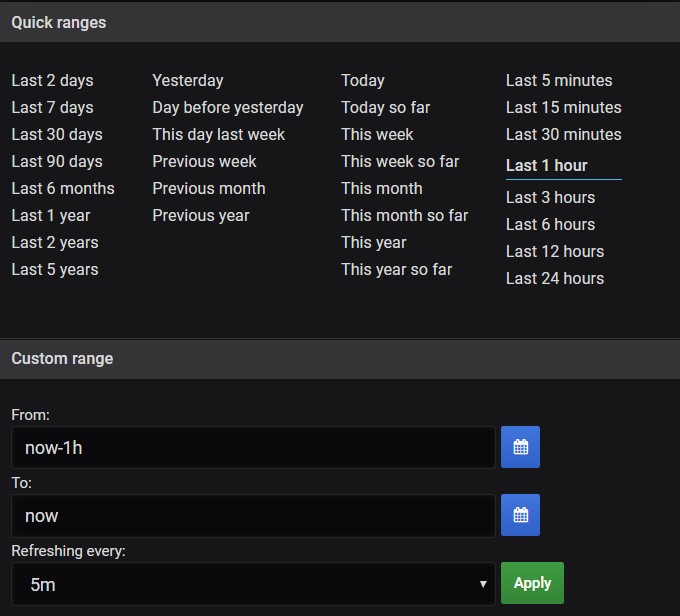 Quick ranges
Last 2 days
Last 7 days
Last 30 days
Last 90 days
Last 6 months
Last 1 year
Last 2 years
Last 5 years
Yesterday
Day before yesterday
This day last week
Previous week
Previous month
Previous year
Today
Today so far
This week
This week so far
This month
This month so far
This year
This year so far
Last 5 minutes
Last 15 minutes
Last 30 minutes
Last 1 hour
Last 3 hours
Last 6 hours
Last 12 hours
Last 24 hours
Custom range
From:
now-1h
To:
now
Refreshing every:
5m
Apply